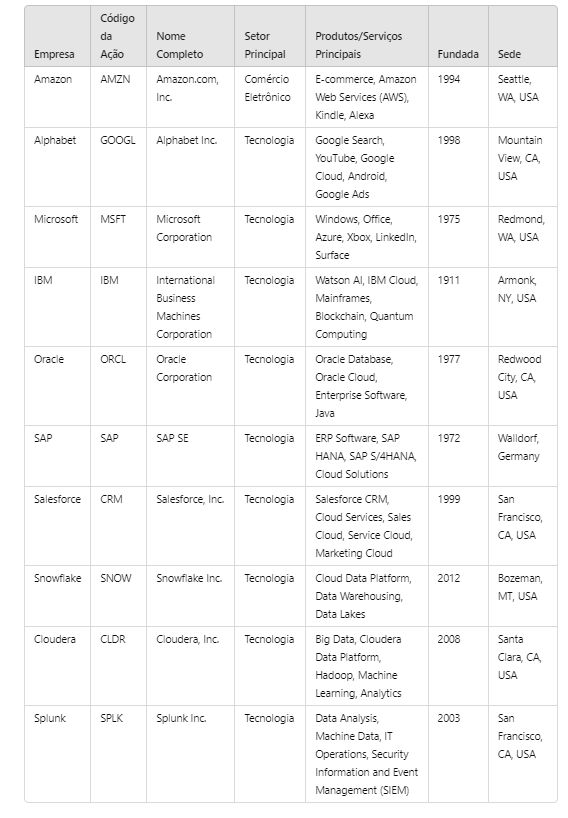 Empresa
Código
da
Ação
Nome
Completo
Setor
Principal
Produtos/Serviços
Principais
Fundada
Sede
Amazon
AMZN
Amazon.com,
Inc.
Comércio
Eletrônico
E-commerce, Amazon
Web Services (AWS),
Kindle, Alexa
1994
Seattle,
WA, USA
Alphabet
GOOGL
Alphabet Inc.
Tecnologia
Google Search,
YouTube, Google
Cloud, Android,
Google Ads
1998
Mountain
View, CA,
USA
Microsoft
MSFT
Microsoft
Corporation
Tecnologia
Windows, Office,
Azure, Xbox, LinkedIn,
Surface
1975
Redmond,
WA, USA
IBM
IBM
International
Business
Machines
Corporation
Tecnologia
Watson AI, IBM Cloud,
Mainframes,
Blockchain, Quantum
Computing
1911
Armonk,
NY, USA
Oracle
ORCL
Oracle
Corporation
Tecnologia
Oracle Database,
Oracle Cloud,
Enterprise Software,
Java
1977
Redwood
City, CA,
USA
SAP
SAP
SAP SE
Tecnologia
ERP Software, SAP
HANA, SAP S/4HANA,
Cloud Solutions
1972
Walldorf,
Germany
Salesforce
CRM
Salesforce, Inc.
Tecnologia
Salesforce CRM,
Cloud Services, Sales
Cloud, Service Cloud,
Marketing Cloud
1999
San
Francisco,
CA, USA
Snowflake
SNOW
Snowflake Inc.
Tecnologia
Cloud Data Platform,
Data Warehousing,
Data Lakes
2012
Bozeman,
MT, USA
Cloudera
CLDR
Cloudera, Inc.
Tecnologia
Big Data, Cloudera
Data Platform,
Hadoop, Machine
Learning, Analytics
2008
Santa
Clara, CA,
USA
Splunk
SPLK
Splunk Inc.
Tecnologia
Data Analysis,
Machine Data, IT
Operations, Security
Information and Event
Management (SIEM)
2003
San
Francisco,
CA, USA